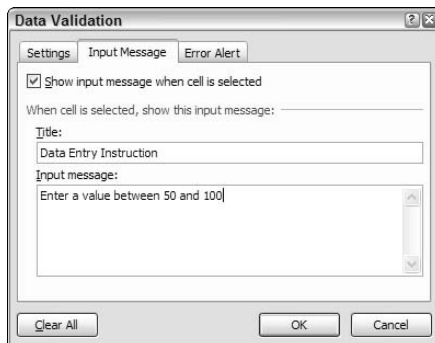 Data Validation
Settings Input Message Error Alert
Show input message when cell is selected
When cell is selected, show this input message:
Title:
Data Entry Instruction
Input message:
Enter a value between 50 and 100
Clear All OK Cancel